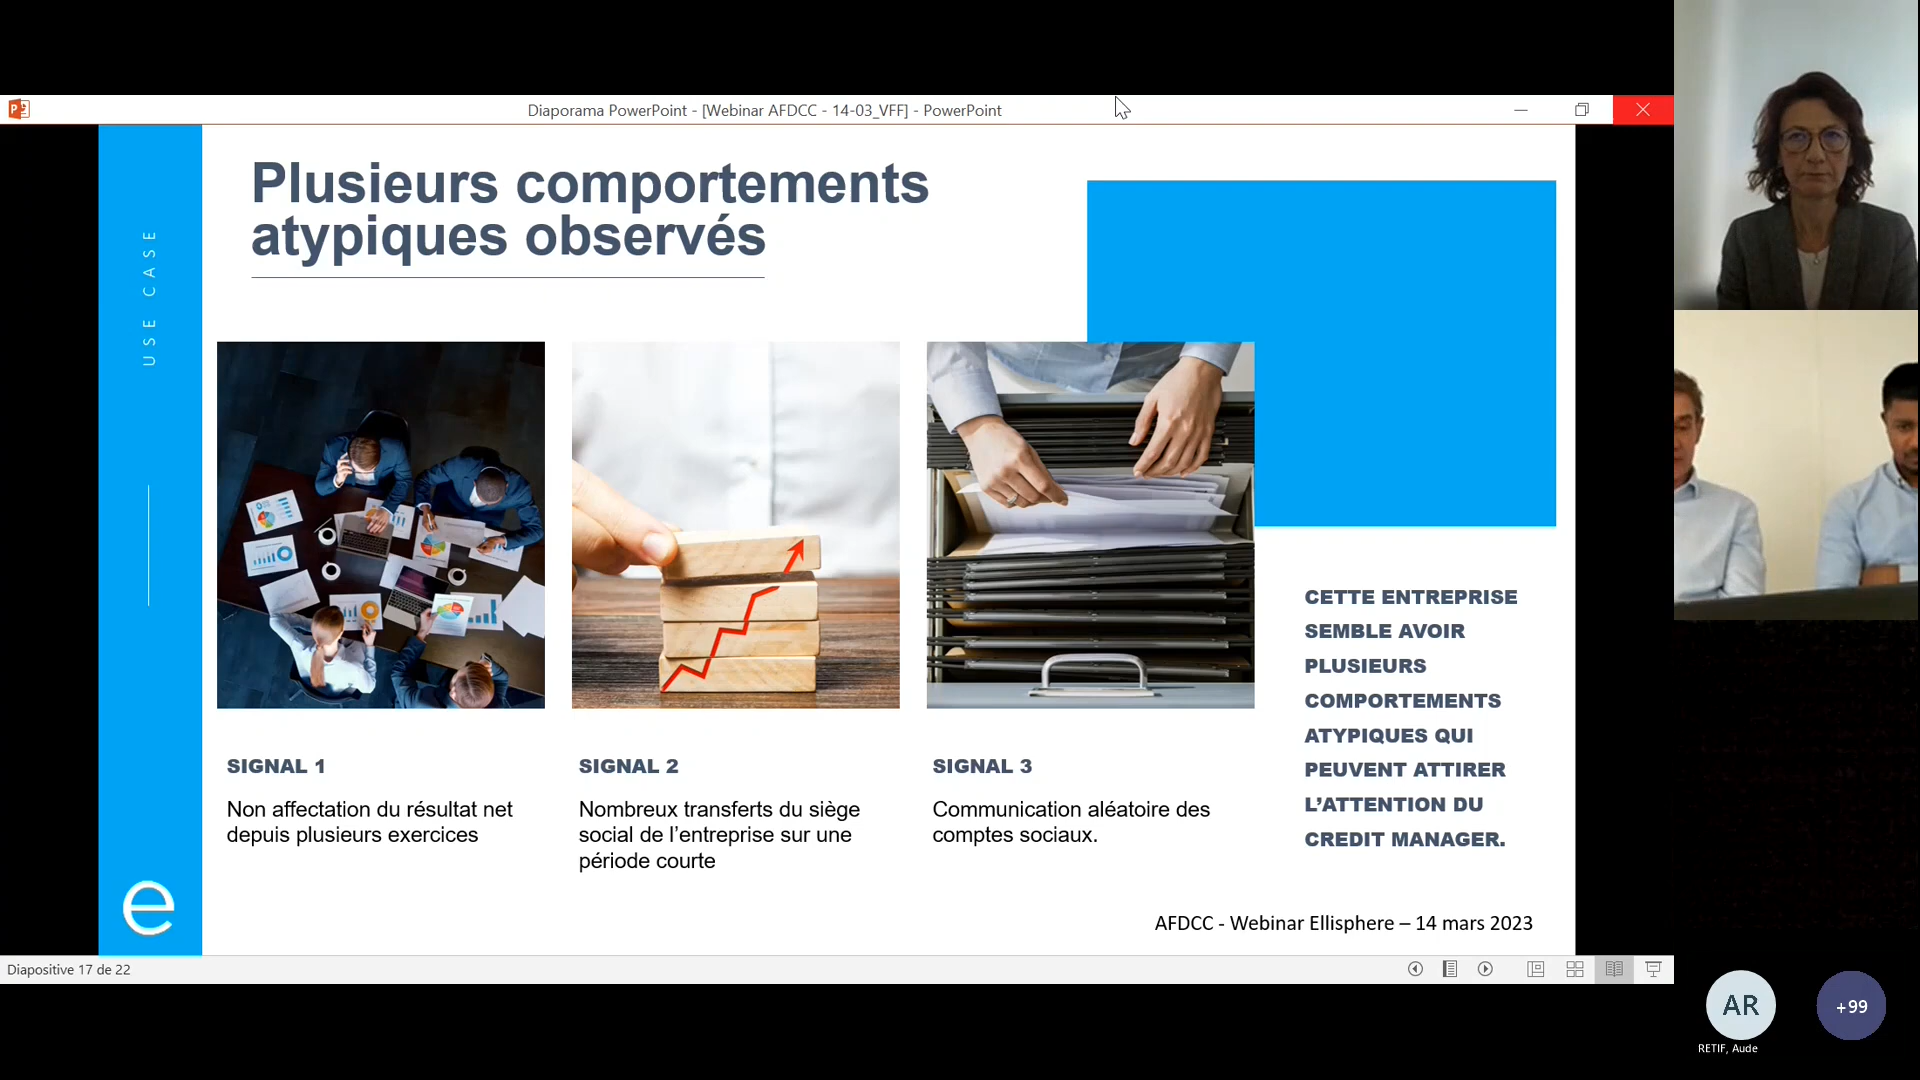 Diaporama PowerPoint - [Webinar AFDCC - 14-03_VFF] - PowerPoint
USE CASE
Plusieurs comportements
atypiques observés
SIGNAL 1
Non affectation du résultat net
depuis plusieurs exercices
SIGNAL 2
Nombreux transferts du siège
social de l’entreprise sur une
période courte
SIGNAL 3
Communication aléatoire des
comptes sociaux.
CETTE ENTREPRISE
SEMBLE AVOIR
PLUSIEURS
COMPORTEMENTS
ATYPIQUES QUI
PEUVENT ATTIRER
L’ATTENTION DU
CREDIT MANAGER.
e
AFDCC - Webinar Ellisphere – 14 mars 2023
Diapositive 17 de 22
AR
RETIF, Aude
+99